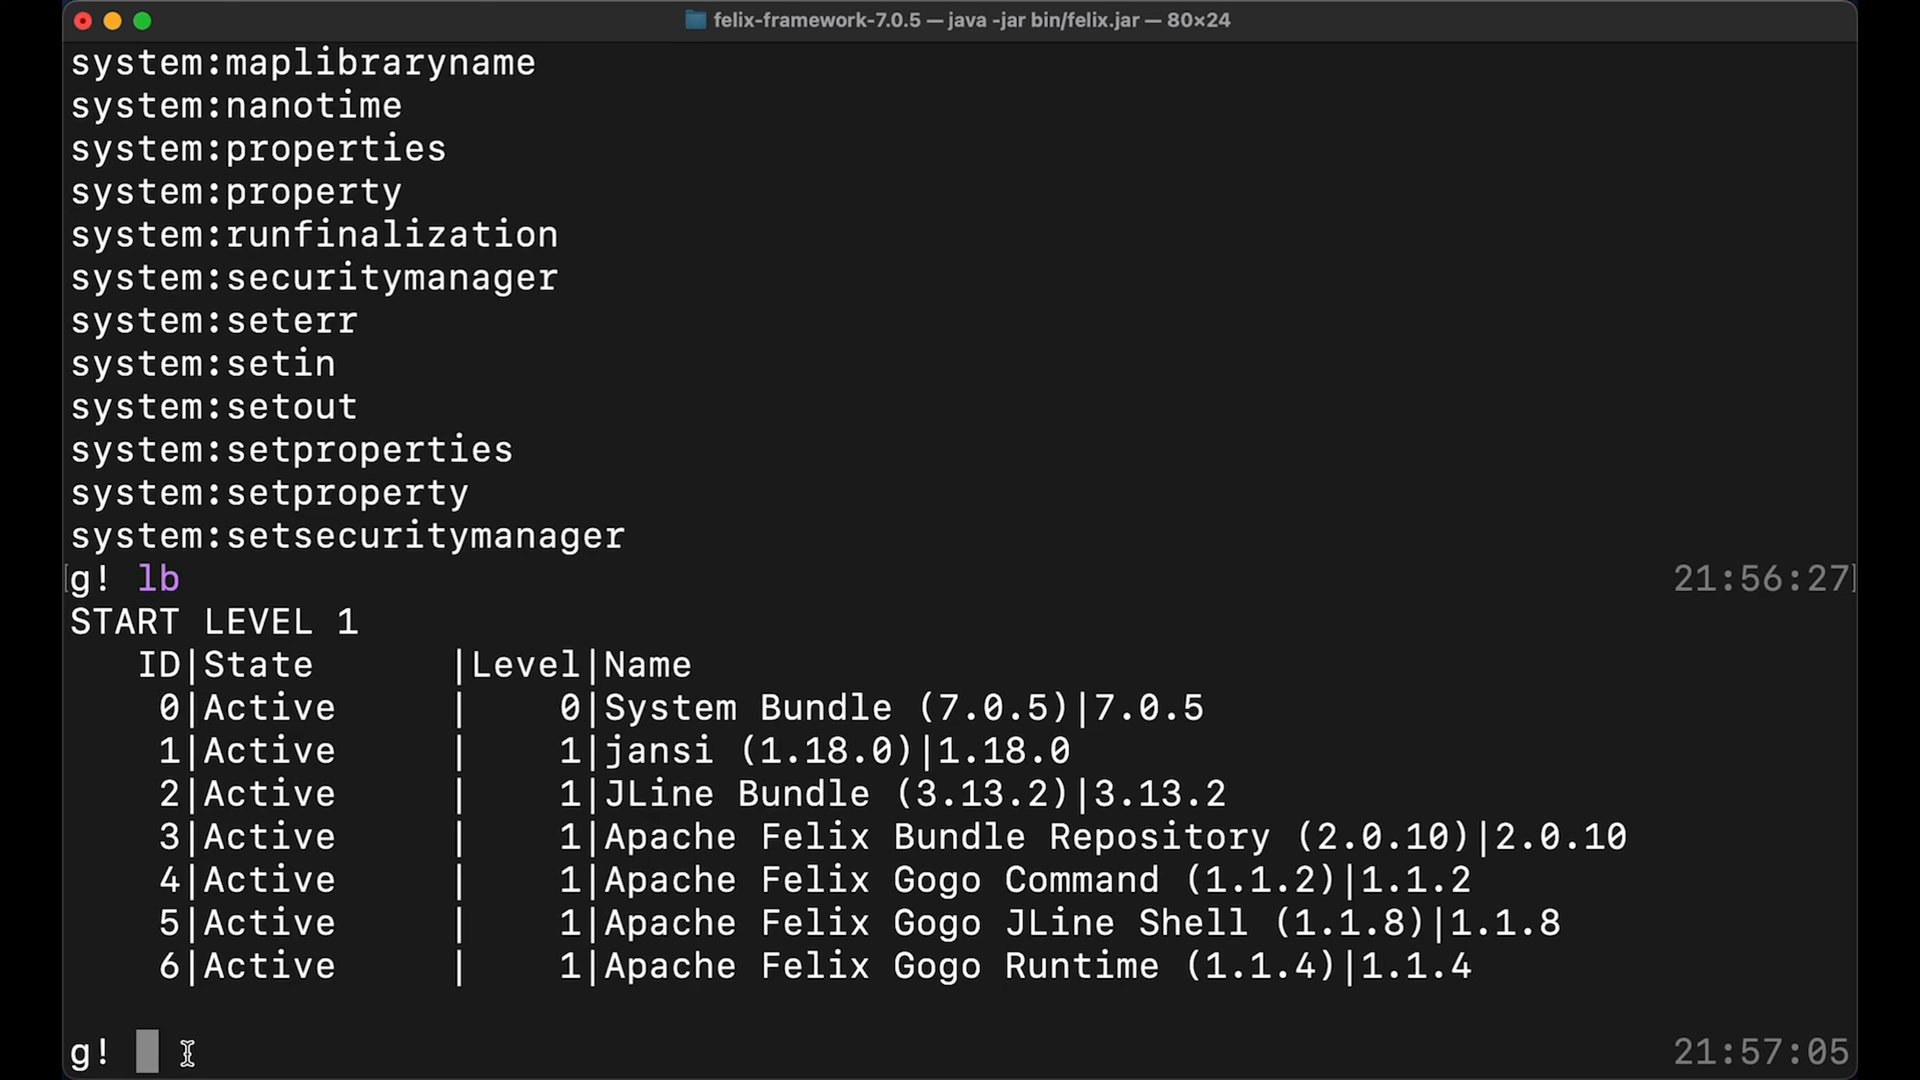 felix-framework-7.0.5 — java -jar bin/felix.jar — 80×24
system:maplibraryname
system:nanotime
system:properties
system:property
system:runfinalization
system:securitymanager
system:seterr
system:setin
system:setout
system:setproperties
system:setproperty
system:setsecuritymanager
[g! lb 21:56:27]
START LEVEL 1
   ID|State      |Level|Name
    0|Active     |    0|System Bundle (7.0.5)|7.0.5
    1|Active     |    1|jansi (1.18.0)|1.18.0
    2|Active     |    1|JLine Bundle (3.13.2)|3.13.2
    3|Active     |    1|Apache Felix Bundle Repository (2.0.10)|2.0.10
    4|Active     |    1|Apache Felix Gogo Command (1.1.2)|1.1.2
    5|Active     |    1|Apache Felix Gogo JLine Shell (1.1.8)|1.1.8
    6|Active     |    1|Apache Felix Gogo Runtime (1.1.4)|1.1.4
g! 21:57:05